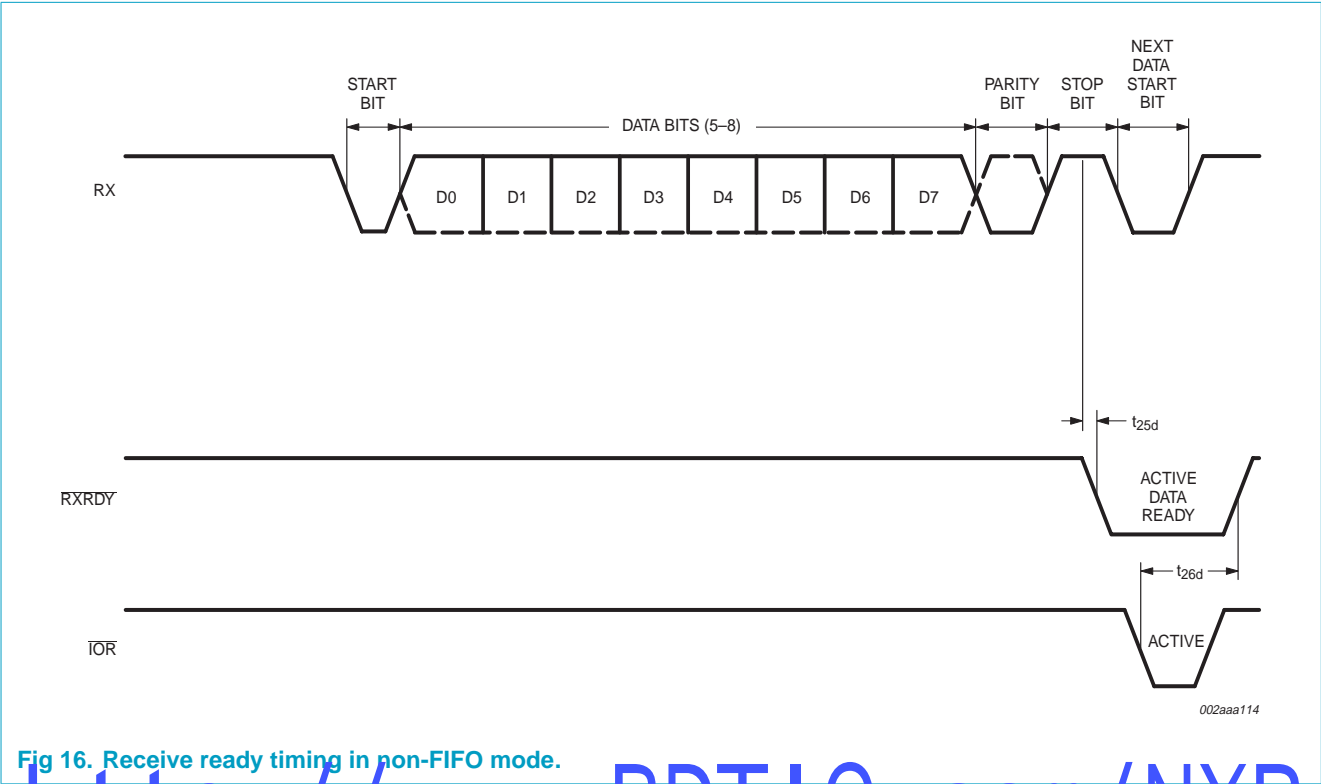 START
BIT
DATA BITS (5–8)
PARITY
BIT
STOP
BIT
NEXT
DATA
START
BIT
RX
D0
D1
D2
D3
D4
D5
D6
D7
t25d
RXRDY
ACTIVE
DATA
READY
t26d
IOR
ACTIVE
002aaa114
Fig 16. Receive ready timing in non-FIFO mode.